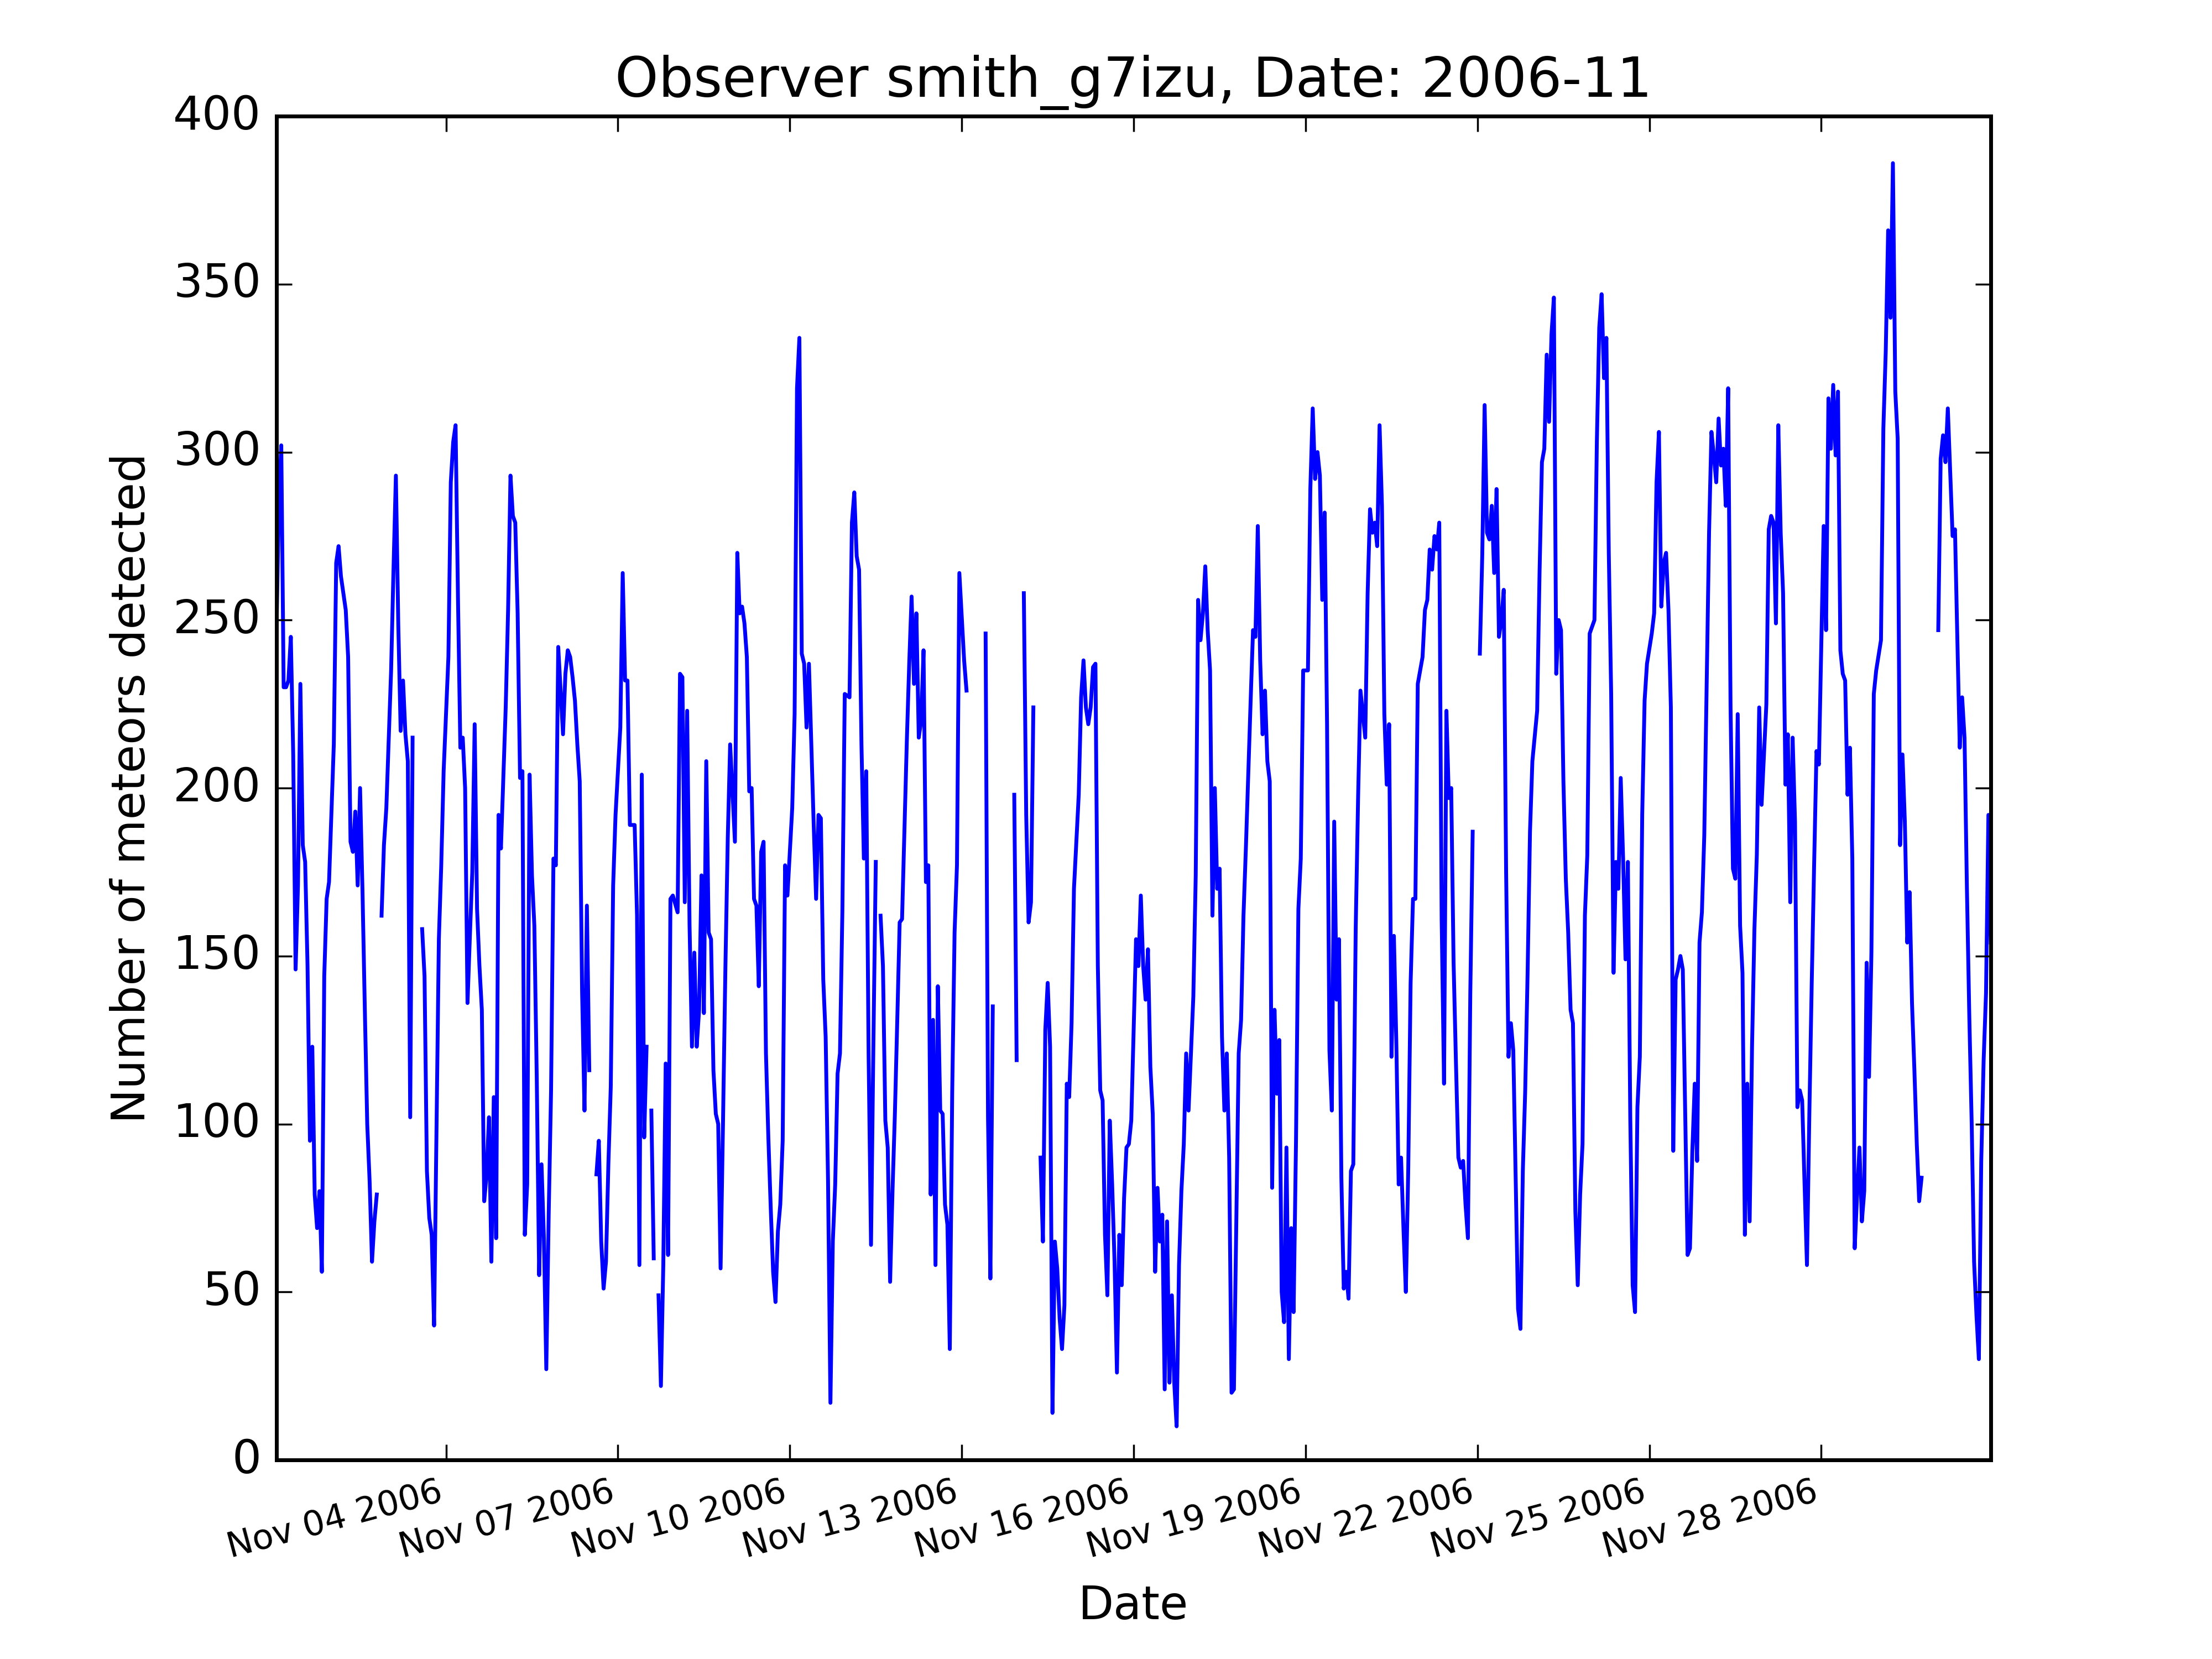 Observer smith_g7izu, Date: 2006-11
Number of meteors detected
400
350
300
250
200
150
100
50
0
Nov 04 2006
Nov 07 2006
Nov 10 2006
Nov 13 2006
Nov 16 2006
Nov 19 2006
Nov 22 2006
Nov 25 2006
Nov 28 2006
Date